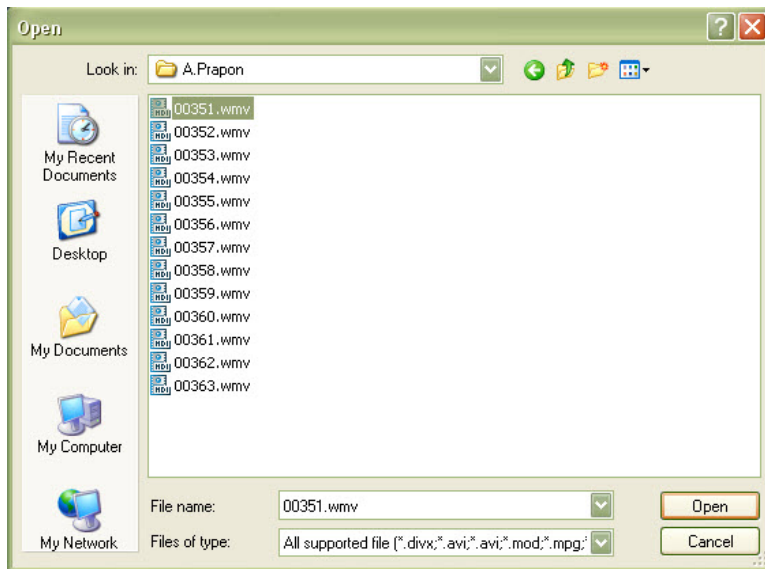 Open
Look in: A.Prapon
My Recent
Documents
Desktop
My Documents
My Computer
My Network
00351.wmv
00352.wmv
00353.wmv
00354.wmv
00355.wmv
00356.wmv
00357.wmv
00358.wmv
00359.wmv
00360.wmv
00361.wmv
00362.wmv
00363.wmv
File name: 00351.wmv Open
Files of type: All supported file (*.divx;*.avi;*.avi;*.mod;*.mpg;* Cancel